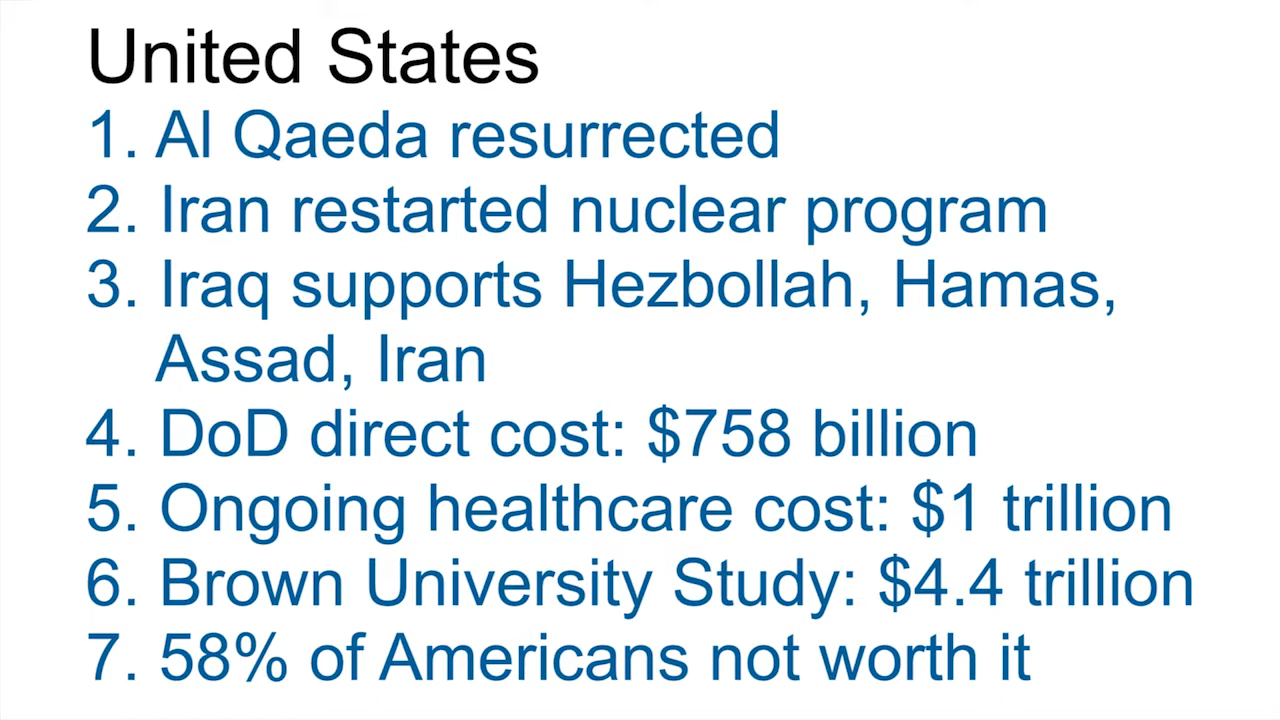 United States
1. Al Qaeda resurrected
2. Iran restarted nuclear program
3. Iraq supports Hezbollah, Hamas,
Assad, Iran
4. DoD direct cost: $758 billion
5. Ongoing healthcare cost: $1 trillion
6. Brown University Study: $4.4 trillion
7. 58% of Americans not worth it